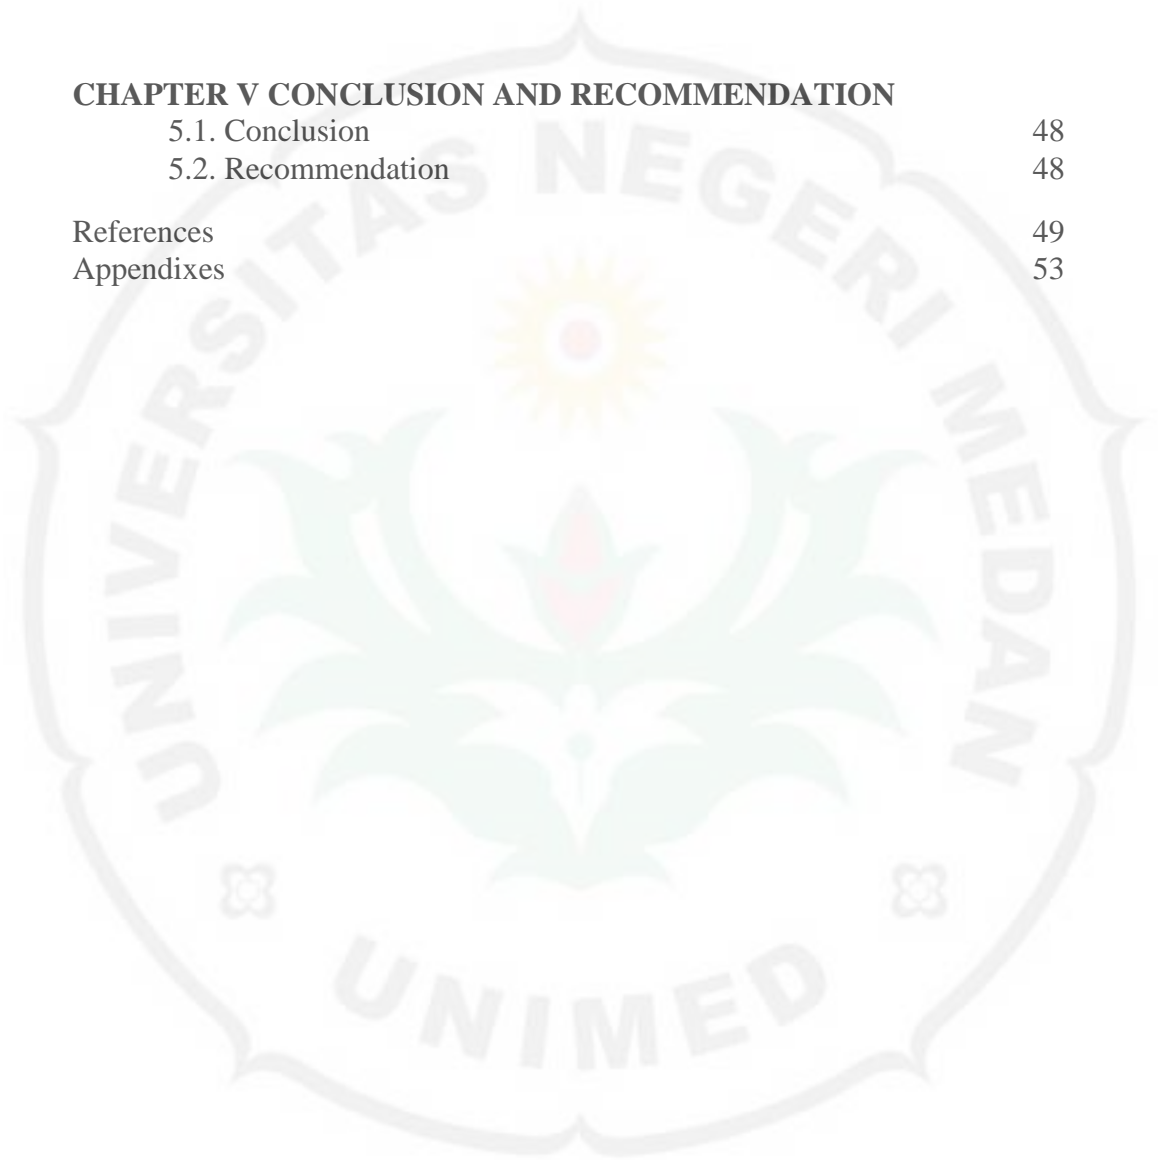 CHAPTER V CONCLUSION AND RECOMMENDATION
5.1. Conclusion 48
5.2. Recommendation 48
References 49
Appendixes 53
UNIVERSITAS NEGERI MEDAN
UNIMED